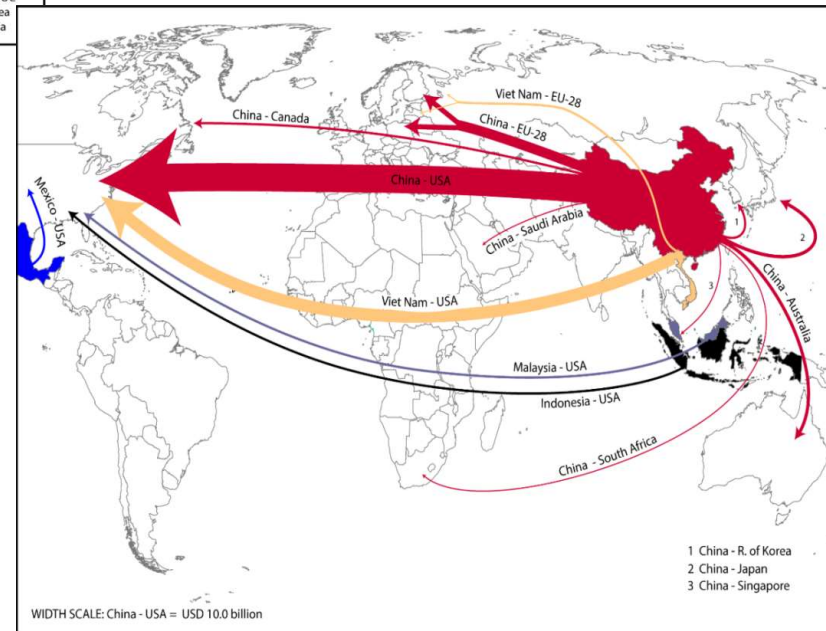 ea
a
Viet Nam - EU-28
China - Canada
China - EU-28
China - USA
Mexico - USA
China - Saudi Arabia
1
2
China - Australia
3
Viet Nam - USA
Malaysia - USA
Indonesia - USA
China - South Africa
1 China - R. of Korea
2 China - Japan
3 China - Singapore
WIDTH SCALE: China - USA = USD 10.0 billion